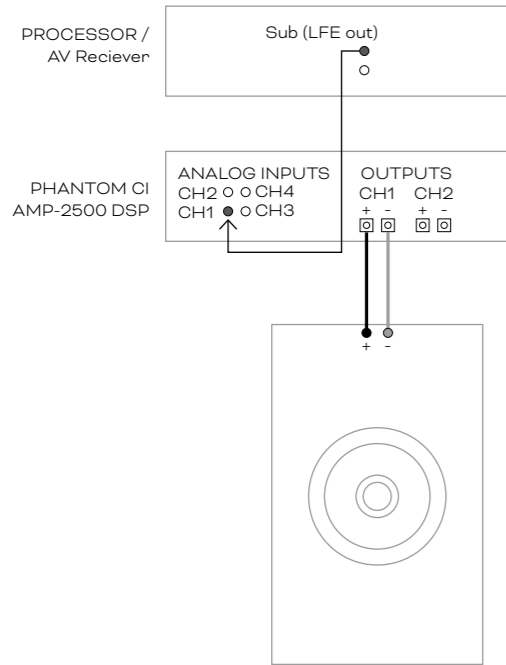 PROCESSOR /
AV Reciever
Sub (LFE out)
PHANTOM CI
AMP-2500 DSP
ANALOG INPUTS
CH2 CH4
CH1 CH3
OUTPUTS
CH1 CH2
+ - + -
+ -